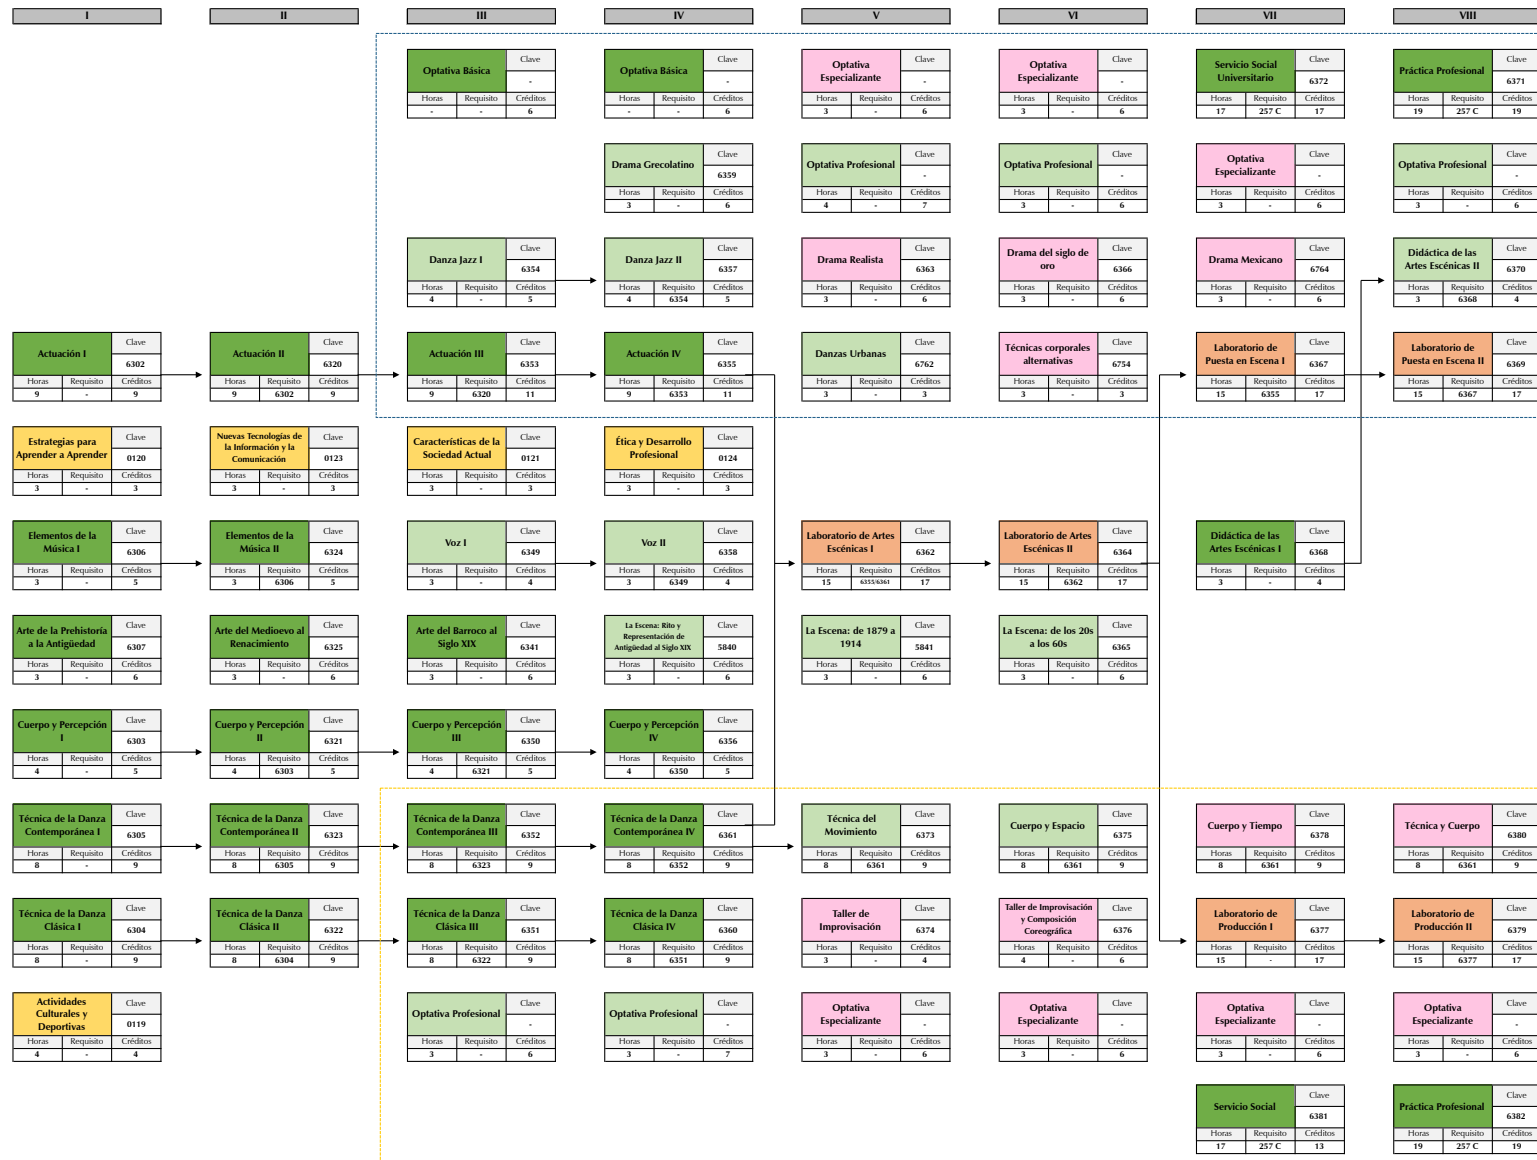 I II III IV V VI VII VIII
Optativa Básica Clave - Horas Requisito Créditos - - 6
Optativa Básica Clave - Horas Requisito Créditos - - 6
Optativa Especializante Clave - Horas Requisito Créditos 3 - 6
Optativa Especializante Clave - Horas Requisito Créditos 3 - 6
Servicio Social Universitario Clave 6372 Horas Requisito Créditos 17 257 C 17
Práctica Profesional Clave 6371 Horas Requisito Créditos 19 257 C 19
Drama Grecolatino Clave 6359 Horas Requisito Créditos 3 - 6
Optativa Profesional Clave - Horas Requisito Créditos 4 - 7
Optativa Profesional Clave - Horas Requisito Créditos 3 - 6
Optativa Especializante Clave - Horas Requisito Créditos 3 - 6
Optativa Profesional Clave - Horas Requisito Créditos 3 - 6
Danza Jazz I Clave 6354 Horas Requisito Créditos 4 - 5
Danza Jazz II Clave 6357 Horas Requisito Créditos 4 6354 5
Drama Realista Clave 6363 Horas Requisito Créditos 3 - 6
Drama del siglo de oro Clave 6366 Horas Requisito Créditos 3 - 6
Drama Mexicano Clave 6764 Horas Requisito Créditos 3 - 6
Didáctica de las Artes Escénicas II Clave 6370 Horas Requisito Créditos 3 6368 4
Actuación I Clave 6302 Horas Requisito Créditos 9 - 9
Actuación II Clave 6320 Horas Requisito Créditos 9 6302 9
Actuación III Clave 6353 Horas Requisito Créditos 9 6320 11
Actuación IV Clave 6355 Horas Requisito Créditos 9 6353 11
Danzas Urbanas Clave 6762 Horas Requisito Créditos 3 - 3
Técnicas corporales alternativas Clave 6754 Horas Requisito Créditos 3 - 3
Laboratorio de Puesta en Escena I Clave 6367 Horas Requisito Créditos 15 6355 17
Laboratorio de Puesta en Escena II Clave 6369 Horas Requisito Créditos 15 6367 17
Estrategias para Aprender a Aprender Clave 0120 Horas Requisito Créditos 3 - 3
Nuevas Tecnologías de la Información y la Comunicación Clave 0123 Horas Requisito Créditos 3 - 3
Características de la Sociedad Actual Clave 0121 Horas Requisito Créditos 3 - 3
Ética y Desarrollo Profesional Clave 0124 Horas Requisito Créditos 3 - 3
Elementos de la Música I Clave 6306 Horas Requisito Créditos 3 - 5
Elementos de la Música II Clave 6324 Horas Requisito Créditos 3 6306 5
Voz I Clave 6349 Horas Requisito Créditos 3 - 4
Voz II Clave 6358 Horas Requisito Créditos 3 6349 4
Laboratorio de Artes Escénicas I Clave 6362 Horas Requisito Créditos 15 6355/6361 17
Laboratorio de Artes Escénicas II Clave 6364 Horas Requisito Créditos 15 6362 17
Didáctica de las Artes Escénicas I Clave 6368 Horas Requisito Créditos 3 - 4
Arte de la Prehistoría a la Antigüedad Clave 6307 Horas Requisito Créditos 3 - 6
Arte del Medioevo al Renacimiento Clave 6325 Horas Requisito Créditos 3 - 6
Arte del Barroco al Siglo XIX Clave 6341 Horas Requisito Créditos 3 - 6
La Escena: Rito y Representación de Antigüedad al Siglo XIX Clave 5840 Horas Requisito Créditos 3 - 6
La Escena: de 1879 a 1914 Clave 5841 Horas Requisito Créditos 3 - 6
La Escena: de los 20s a los 60s Clave 6365 Horas Requisito Créditos 3 - 6
Cuerpo y Percepción I Clave 6303 Horas Requisito Créditos 4 - 5
Cuerpo y Percepción II Clave 6321 Horas Requisito Créditos 4 6303 5
Cuerpo y Percepción III Clave 6350 Horas Requisito Créditos 4 6321 5
Cuerpo y Percepción IV Clave 6356 Horas Requisito Créditos 4 6350 5
Técnica de la Danza Contemporánea I Clave 6305 Horas Requisito Créditos 8 - 9
Técnica de la Danza Contemporánea II Clave 6323 Horas Requisito Créditos 8 6305 9
Técnica de la Danza Contemporánea III Clave 6352 Horas Requisito Créditos 8 6323 9
Técnica de la Danza Contemporánea IV Clave 6361 Horas Requisito Créditos 8 6352 9
Técnica del Movimiento Clave 6373 Horas Requisito Créditos 8 6361 9
Cuerpo y Espacio Clave 6375 Horas Requisito Créditos 8 6361 9
Cuerpo y Tiempo Clave 6378 Horas Requisito Créditos 8 6361 9
Técnica y Cuerpo Clave 6380 Horas Requisito Créditos 8 6361 9
Técnica de la Danza Clásica I Clave 6304 Horas Requisito Créditos 8 - 9
Técnica de la Danza Clásica II Clave 6322 Horas Requisito Créditos 8 6304 9
Técnica de la Danza Clásica III Clave 6351 Horas Requisito Créditos 8 6322 9
Técnica de la Danza Clásica IV Clave 6360 Horas Requisito Créditos 8 6351 9
Taller de Improvisación Clave 6374 Horas Requisito Créditos 3 - 4
Taller de Improvisación y Composición Coreográfica Clave 6376 Horas Requisito Créditos 4 - 6
Laboratorio de Producción I Clave 6377 Horas Requisito Créditos 15 - 17
Laboratorio de Producción II Clave 6379 Horas Requisito Créditos 15 6377 17
Actividades Culturales y Deportivas Clave 0119 Horas Requisito Créditos 4 - 4
Optativa Profesional Clave - Horas Requisito Créditos 3 - 6
Optativa Profesional Clave - Horas Requisito Créditos 3 - 7
Optativa Especializante Clave - Horas Requisito Créditos 3 - 6
Optativa Especializante Clave - Horas Requisito Créditos 3 - 6
Optativa Especializante Clave - Horas Requisito Créditos 3 - 6
Optativa Especializante Clave - Horas Requisito Créditos 3 - 6
Servicio Social Clave 6381 Horas Requisito Créditos 17 257 C 13
Práctica Profesional Clave 6382 Horas Requisito Créditos 19 257 C 19